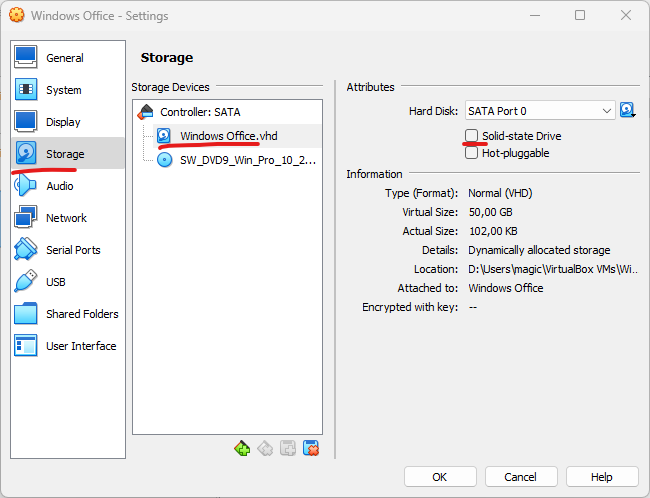 Windows Office - Settings
General
System
Display
Storage
Audio
Network
Serial Ports
USB
Shared Folders
User Interface
Storage
Storage Devices
Controller: SATA
Windows Office.vhd
SW_DVD9_Win_Pro_10_2...
Attributes
Hard Disk: SATA Port 0
Solid-state Drive
Hot-pluggable
Information
Type (Format): Normal (VHD)
Virtual Size: 50,00 GB
Actual Size: 102,00 KB
Details: Dynamically allocated storage
Location: D:\Users\magic\VirtualBox VMs\Wi...
Attached to: Windows Office
Encrypted with key: --
OK
Cancel
Help